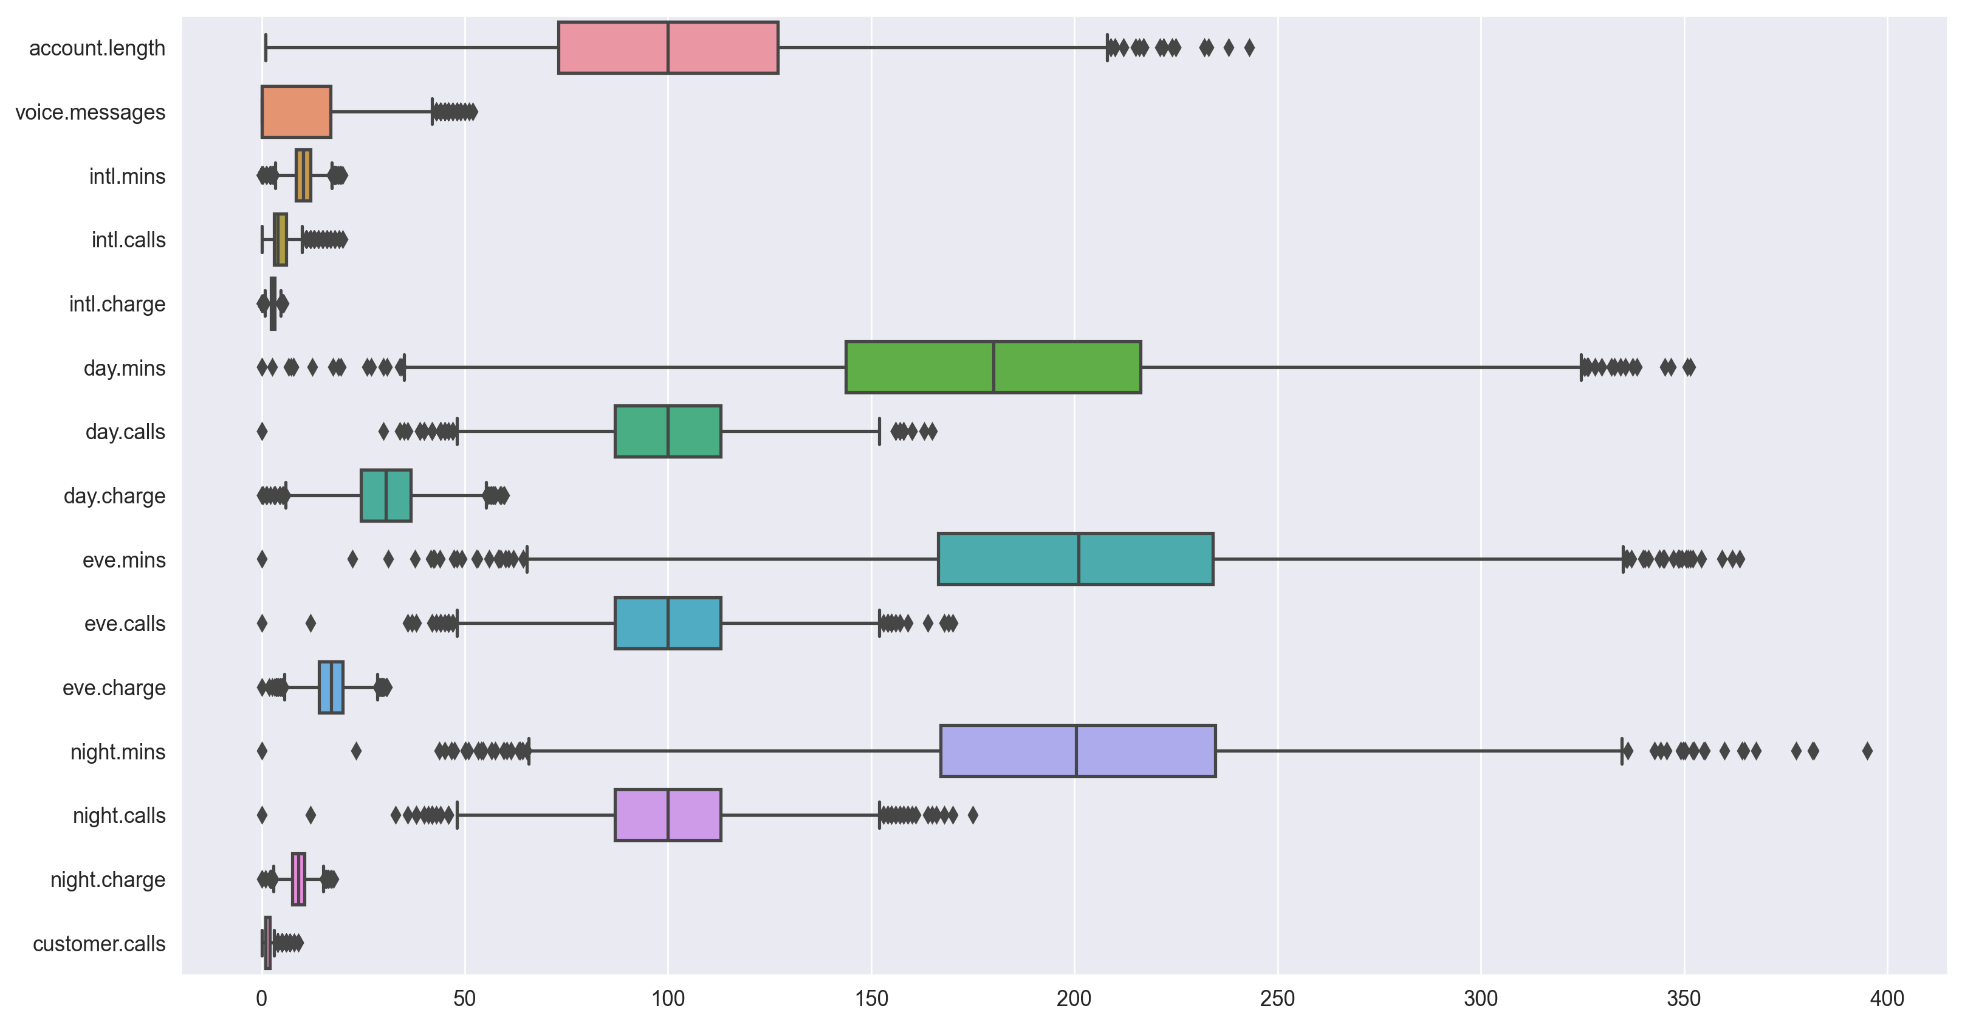 account.length
voice.messages
intl.mins
intl.calls
intl.charge
day.mins
day.calls
day.charge
eve.mins
eve.calls
eve.charge
night.mins
night.calls
night.charge
customer.calls
0 50 100 150 200 250 300 350 400